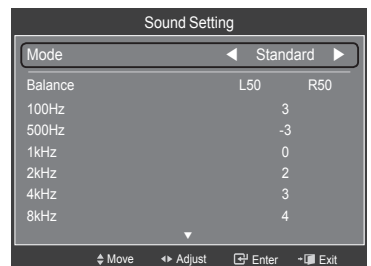 Sound Setting
Mode ◀ Standard ▶
Balance L50 R50
100Hz 3
500Hz -3
1kHz 0
2kHz 2
4kHz 3
8kHz 4
▼
Move Adjust Enter Exit